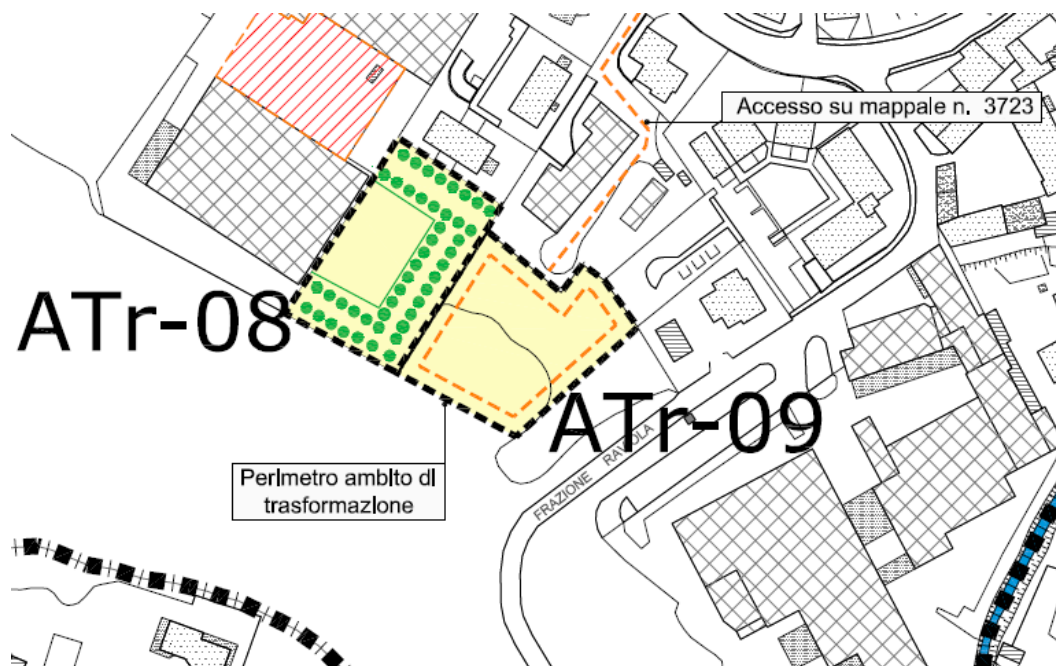 Accesso su mappale n. 3723
ATr-08
ATr-09
FRAZIONE RAVOLA
Perimetro ambito di
trasformazione